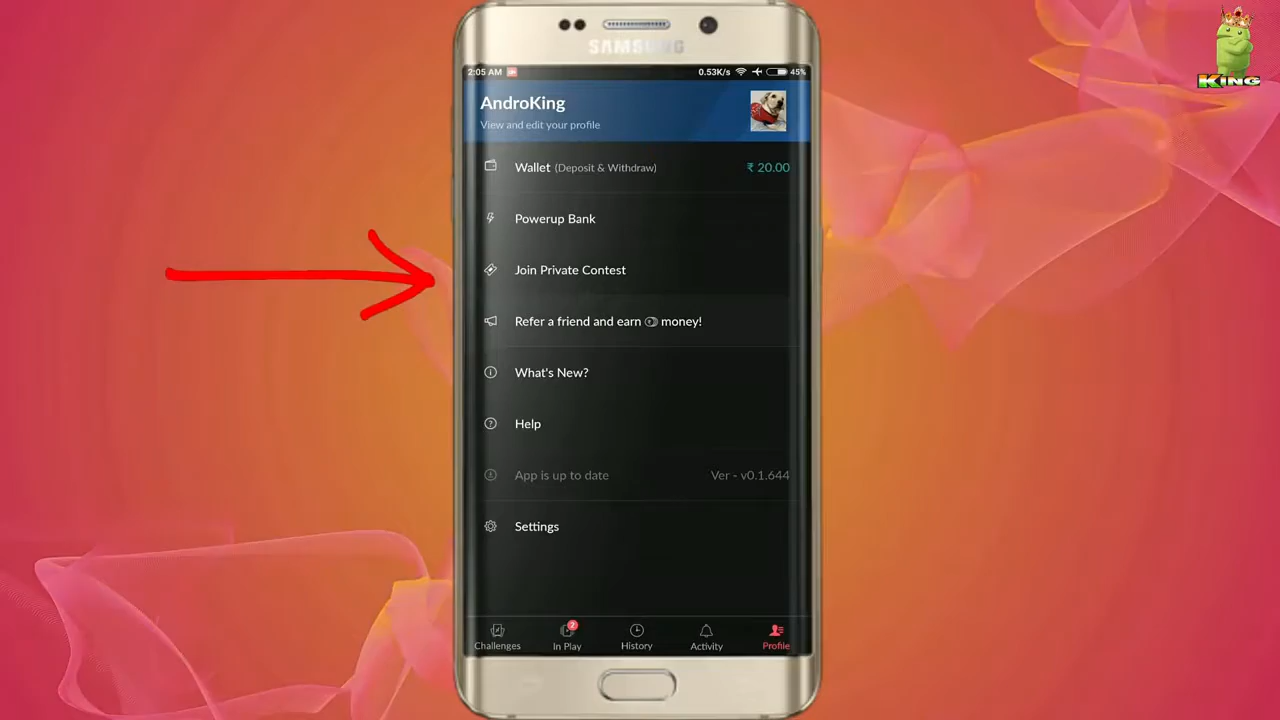 KING
SAMSUNG
2:05 AM 0.53K/s 45%
AndroKing
View and edit your profile
Wallet (Deposit & Withdraw) ₹ 20.00
Powerup Bank
Join Private Contest
Refer a friend and earn money!
What's New?
Help
App is up to date Ver - v0.1.644
Settings
2
Challenges In Play History Activity Profile